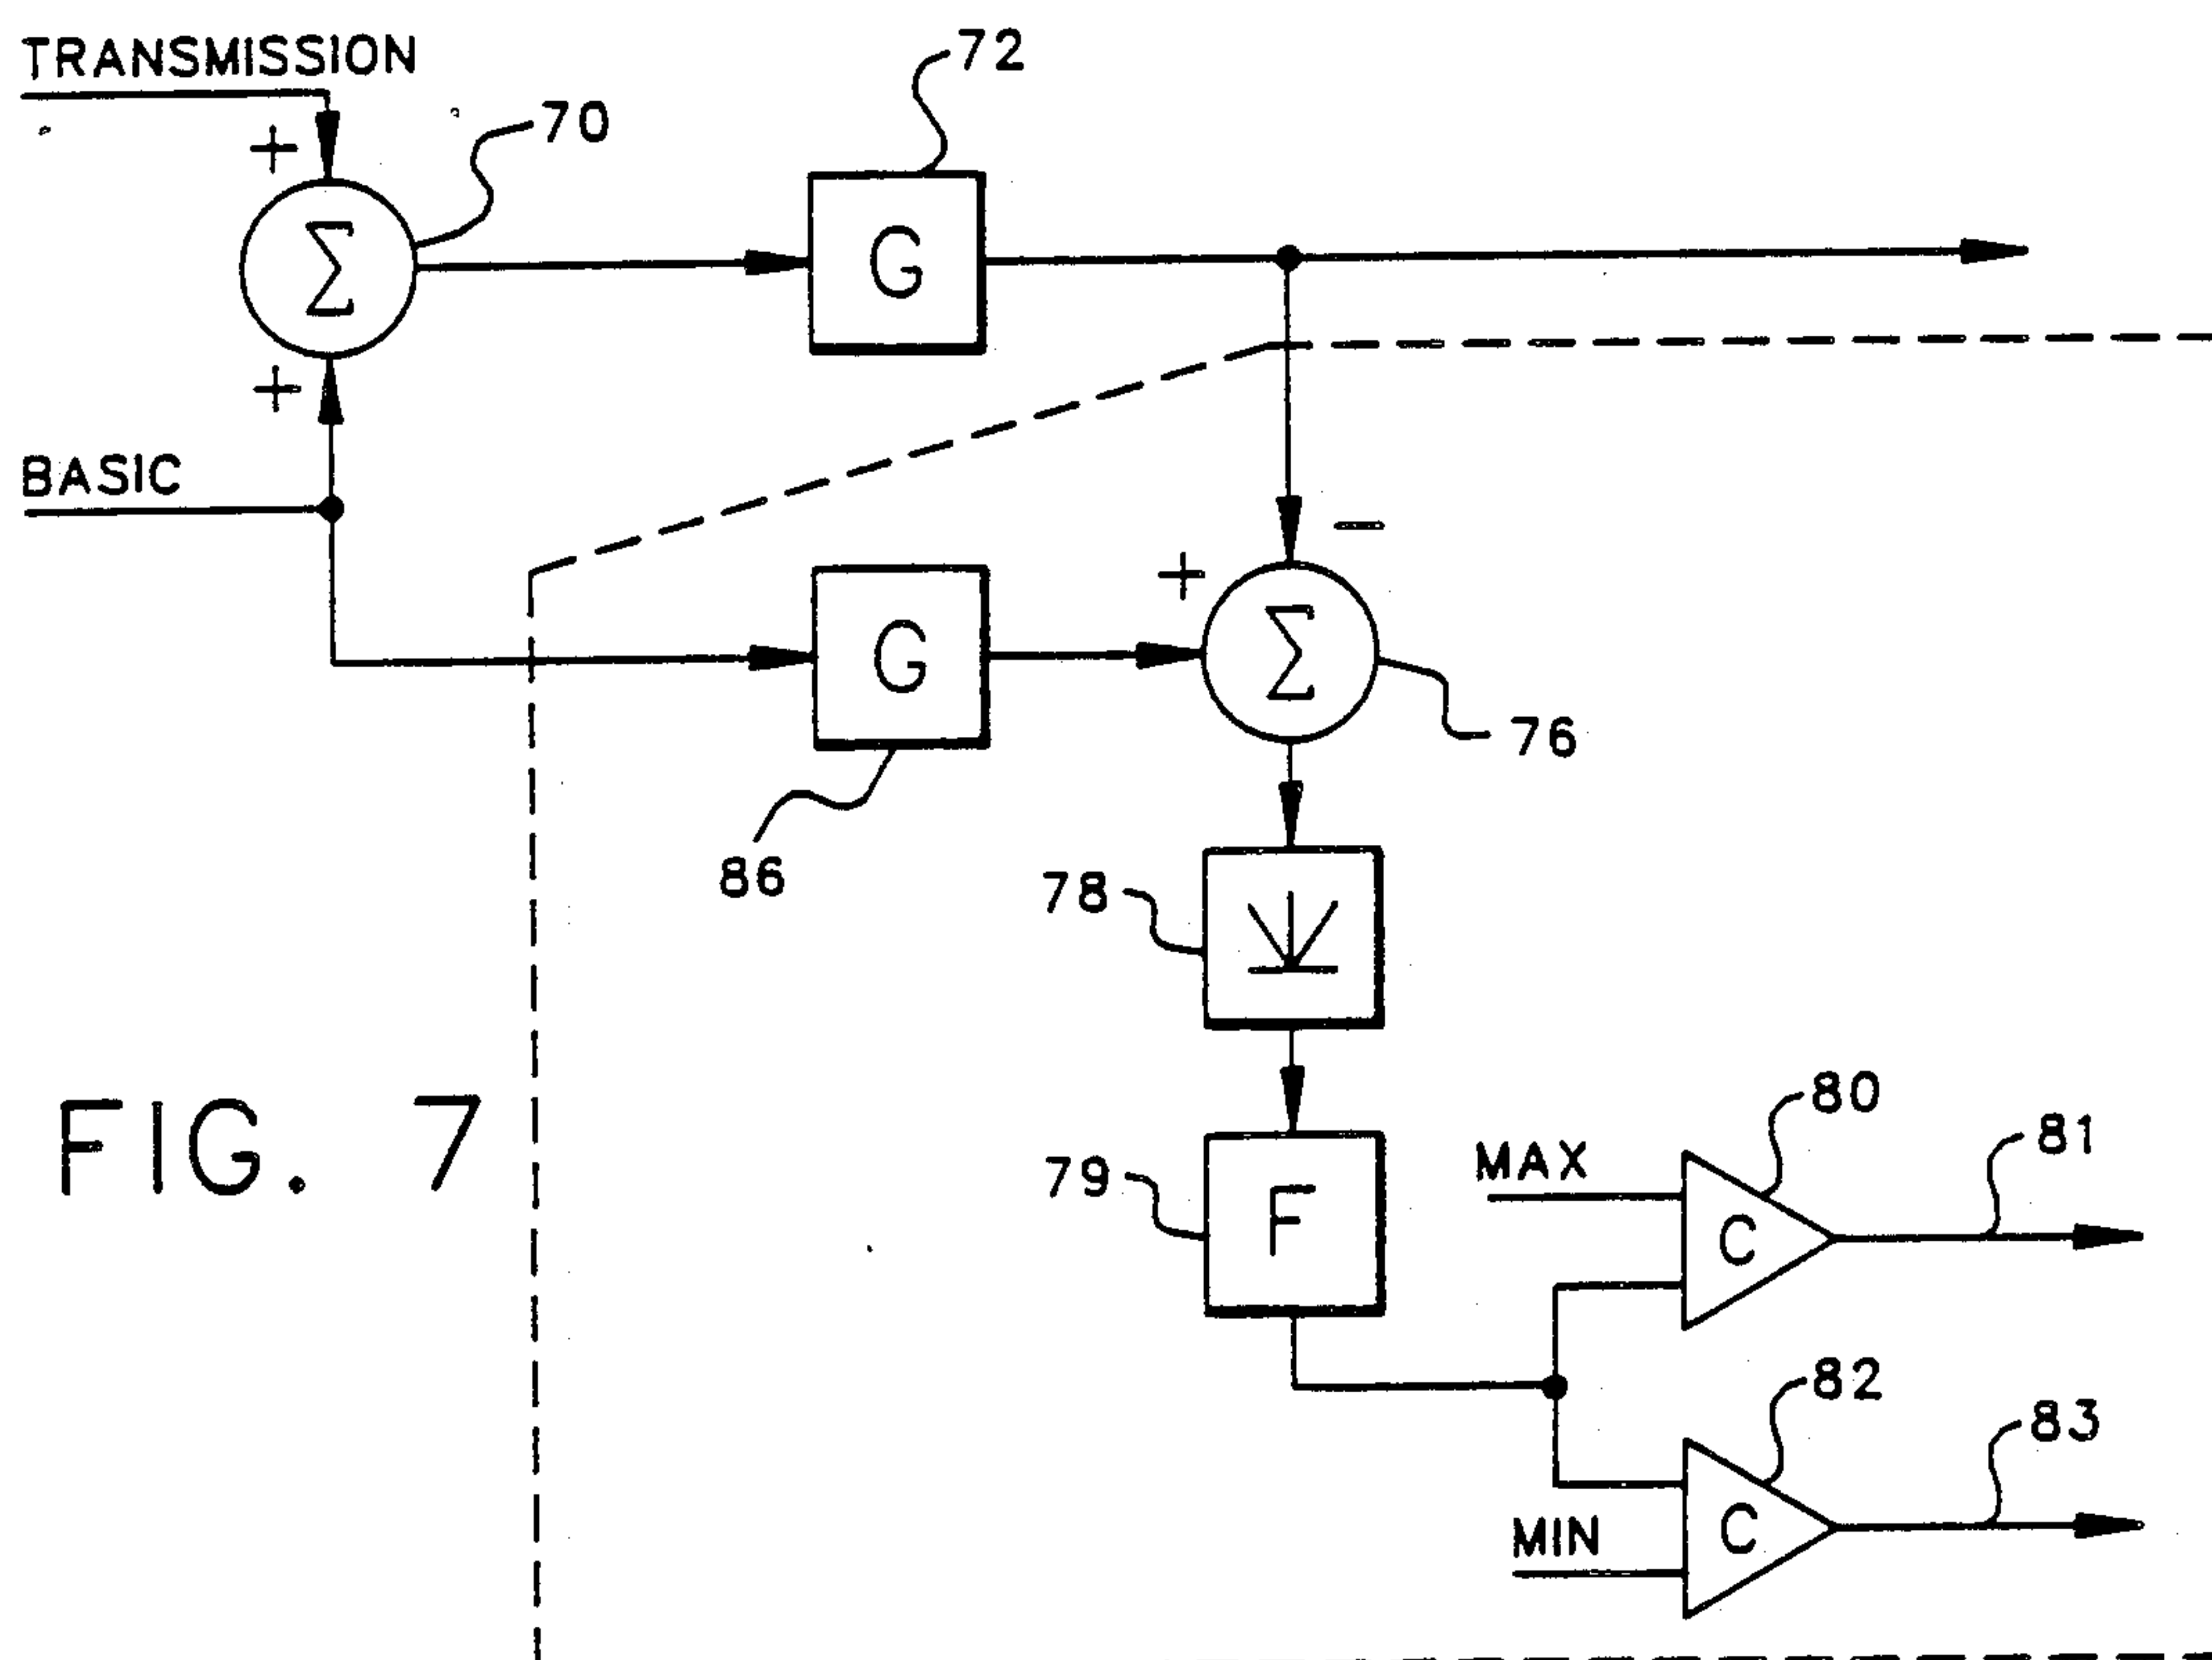 TRANSMISSION
72
+
70
Σ
G
+
BASIC
−
+
G
Σ
76
86
78
FIG. 7
79
F
MAX
80
81
C
82
83
MIN
C